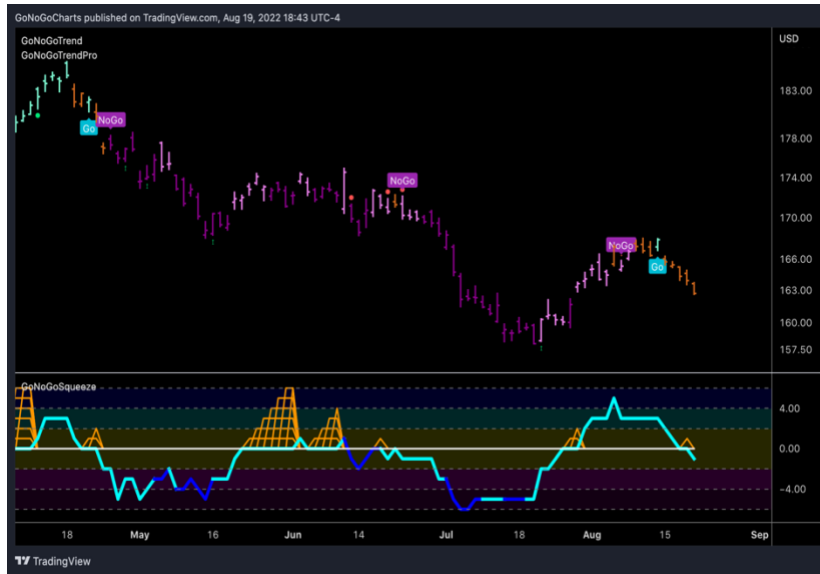 GoNoGoCharts published on TradingView.com, Aug 19, 2022 18:43 UTC-4
GoNoGoTrend
GoNoGoTrendPro
USD
183.00
178.00
174.00
170.00
166.00
163.00
160.00
157.50
Go
NoGo
NoGo
NoGo
Go
GoNoGoSqueeze
4.00
0.00
−4.00
18 May 16 Jun 14 Jul 18 Aug 15 Sep
TradingView